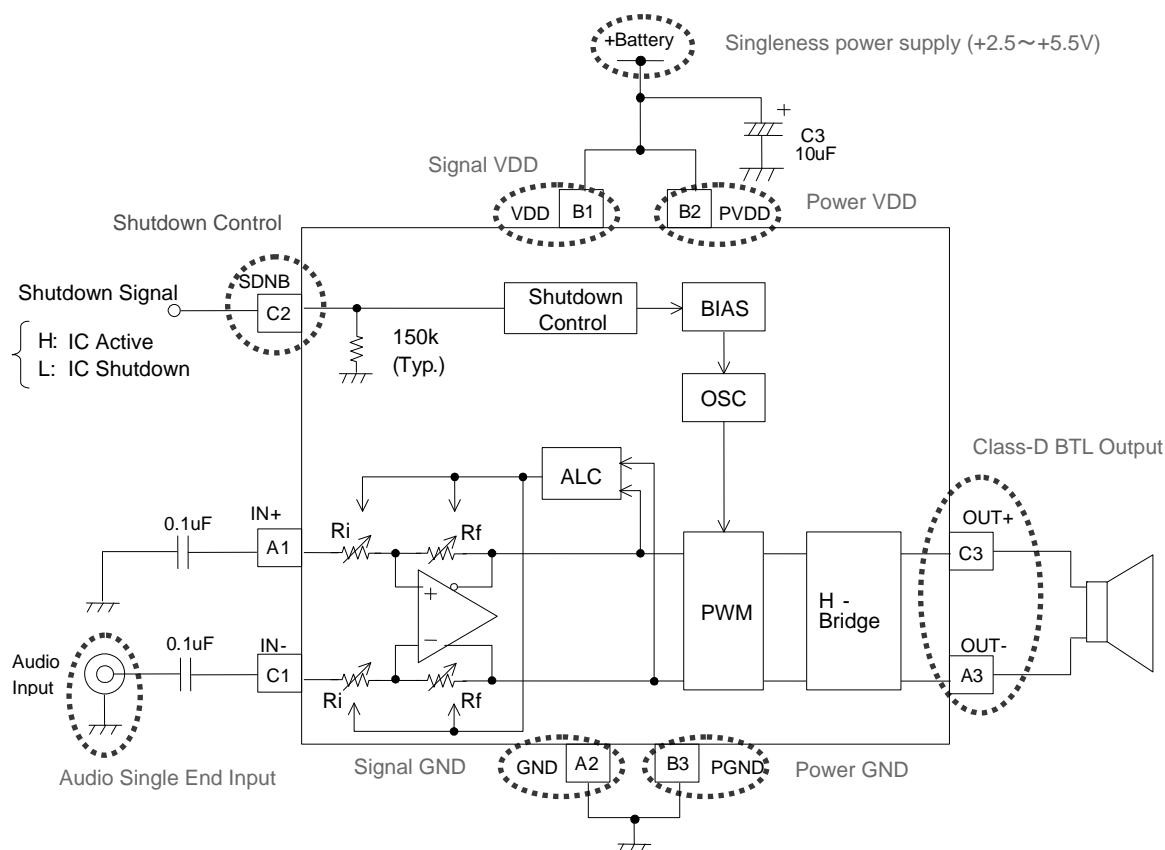 +Battery
Singleness power supply (+2.5～+5.5V)
+
C3
10uF
Signal VDD
VDD
B1
B2
PVDD
Power VDD
Shutdown Control
SDNB
Shutdown Signal
C2
H: IC Active
L: IC Shutdown
150k
(Typ.)
Shutdown
Control
BIAS
OSC
ALC
Class-D BTL Output
0.1uF
IN+
A1
Ri
Rf
OUT+
C3
+
−
PWM
H -
Bridge
Audio
Input
0.1uF
IN-
C1
Ri
Rf
OUT-
A3
Audio Single End Input
Signal GND
GND
A2
B3
PGND
Power GND